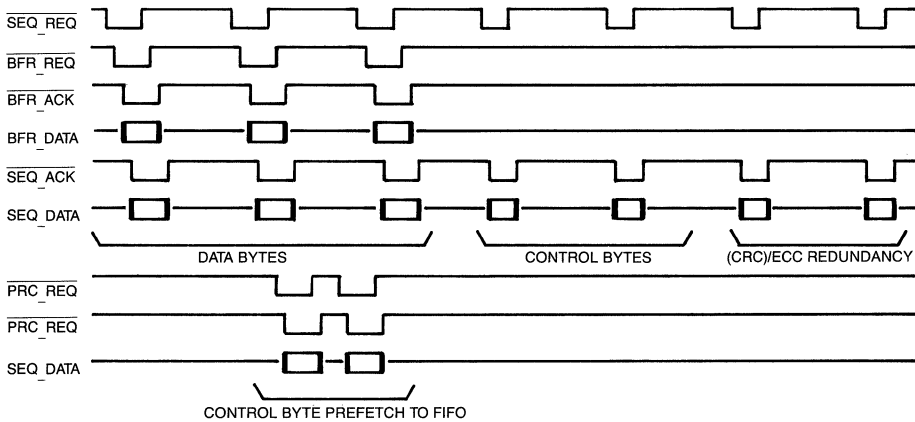 SEQ_REQ
BFR_REQ
BFR_ACK
BFR_DATA
SEQ_ACK
SEQ_DATA
DATA BYTES
CONTROL BYTES
(CRC)/ECC REDUNDANCY
PRC_REQ
PRC_REQ
SEQ_DATA
CONTROL BYTE PREFETCH TO FIFO